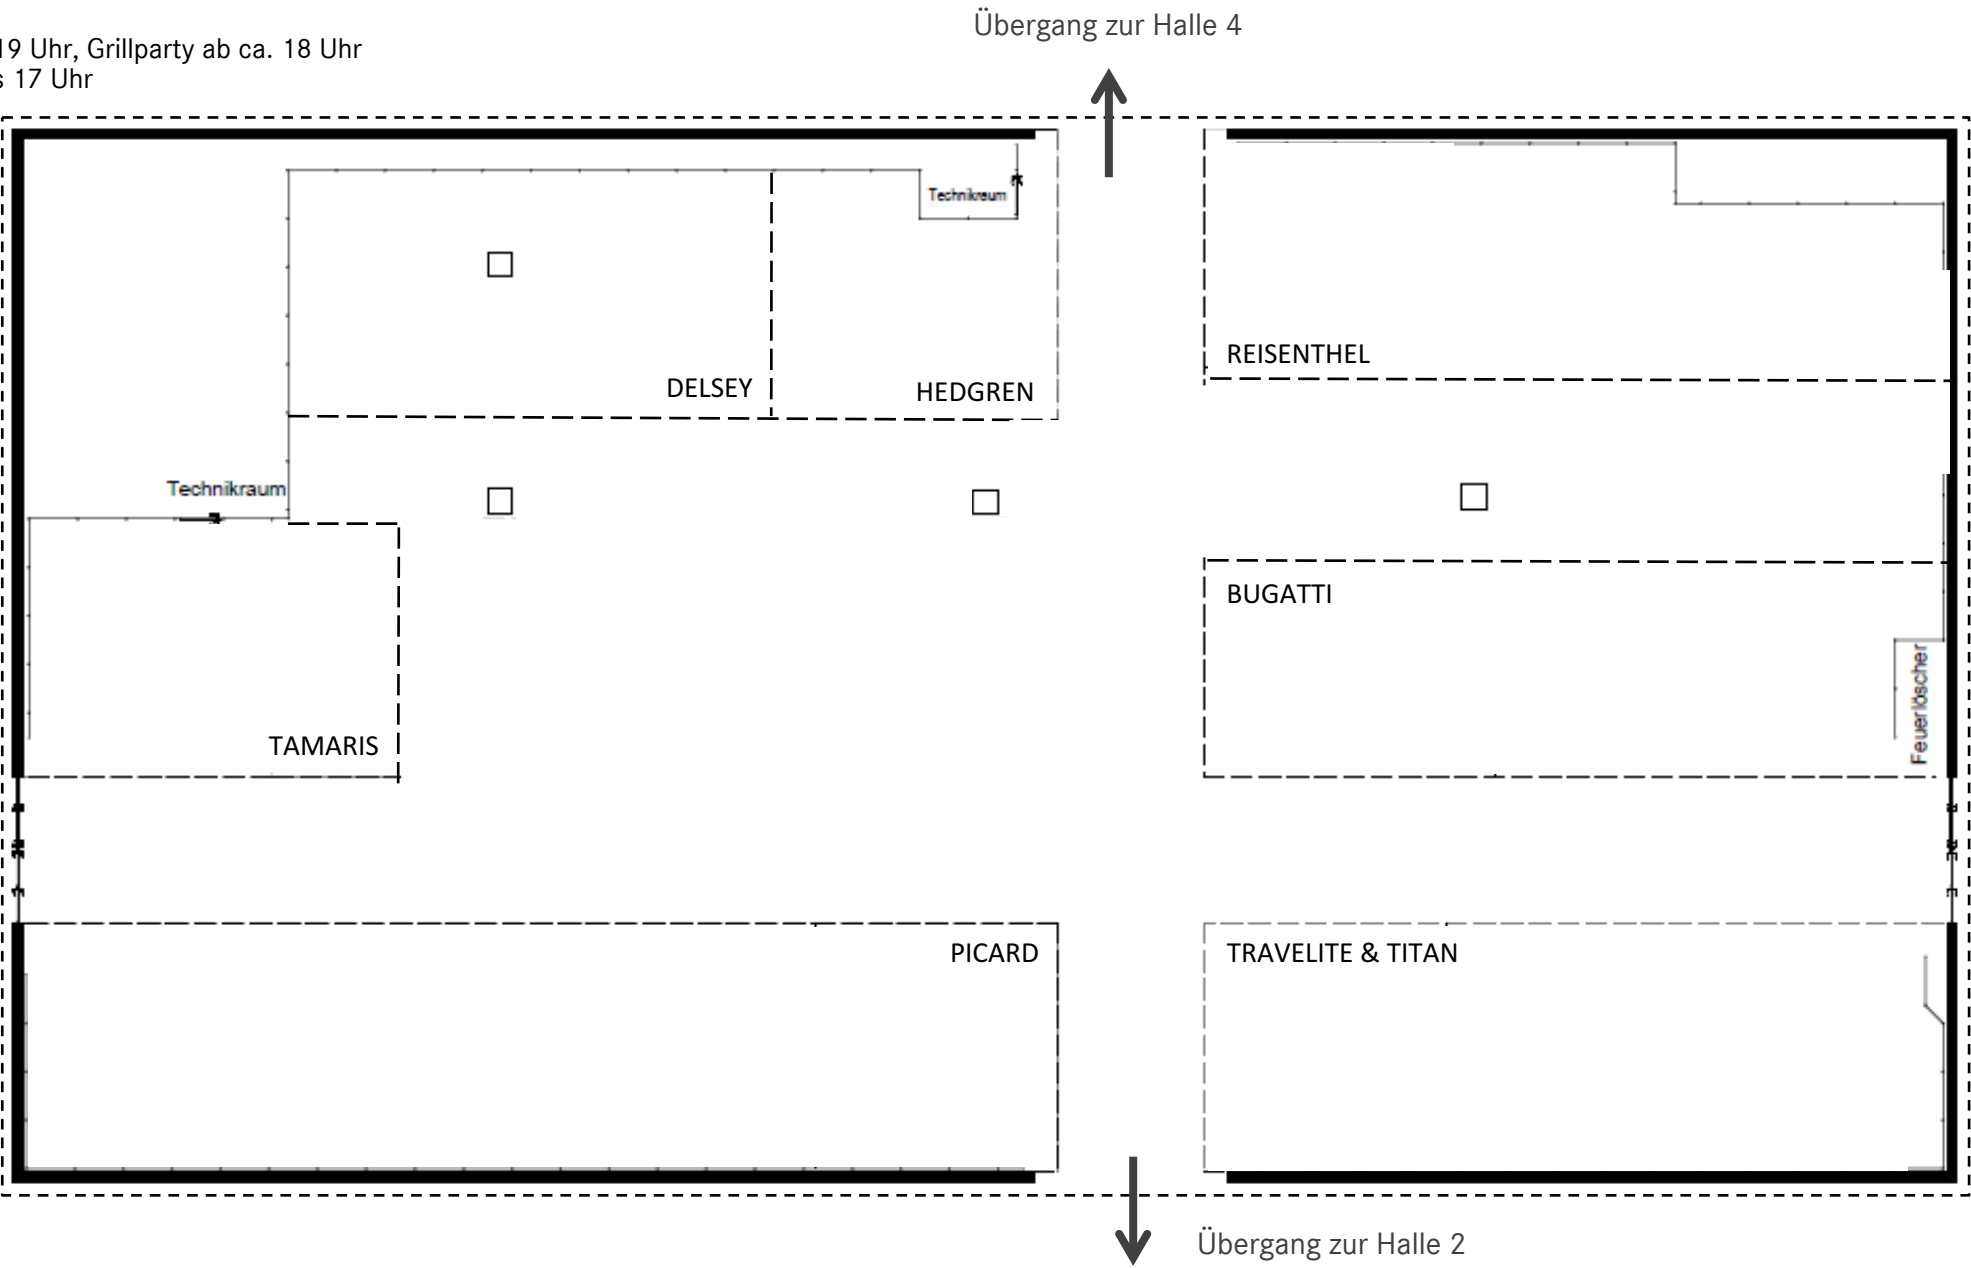 Übergang zur Halle 4
19 Uhr, Grillparty ab ca. 18 Uhr
17 Uhr
Technikraum
REISENTHEL
DELSEY
HEDGREN
Technikraum
BUGATTI
Feuerlöscher
TAMARIS
PICARD
TRAVELITE & TITAN
Übergang zur Halle 2